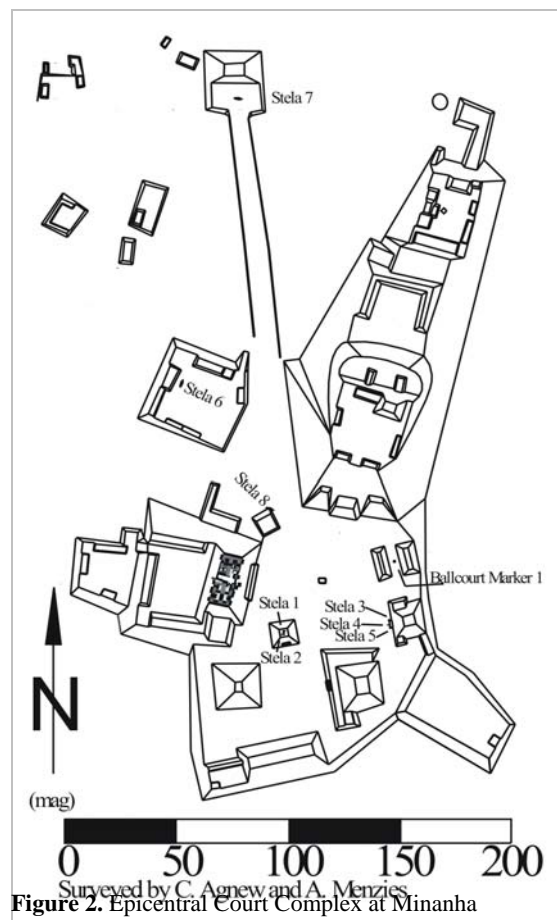 Stela 7
Stela 6
Stela 8
Ballcourt Marker 1
Stela 1
Stela 3
Stela 4
Stela 5
Stela 2
N
(mag)
0 50 100 150 200
Surveyed by C. Agnew and A. Menzies
Figure 2. Epicentral Court Complex at Minanha